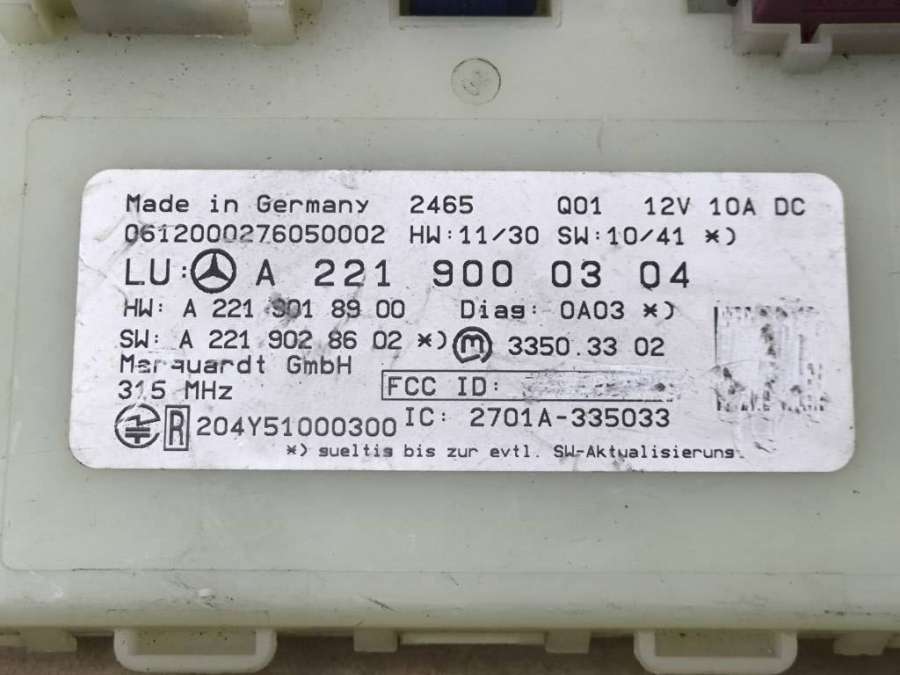 Made in Germany 2465 Q01 12V 10A DC
0612000276050002 HW:11/30 SW:10/41 *)
LU: A 221 900 03 04
HW: A 221 901 89 00 Diag: 0A03 *)
SW: A 221 902 86 02 *) m 3350.33 02
Marquardt GmbH
315 MHz FCC ID:
R 204Y51000300 IC: 2701A-335033
*) gueltig bis zur evtl. SW-Aktualisierung.